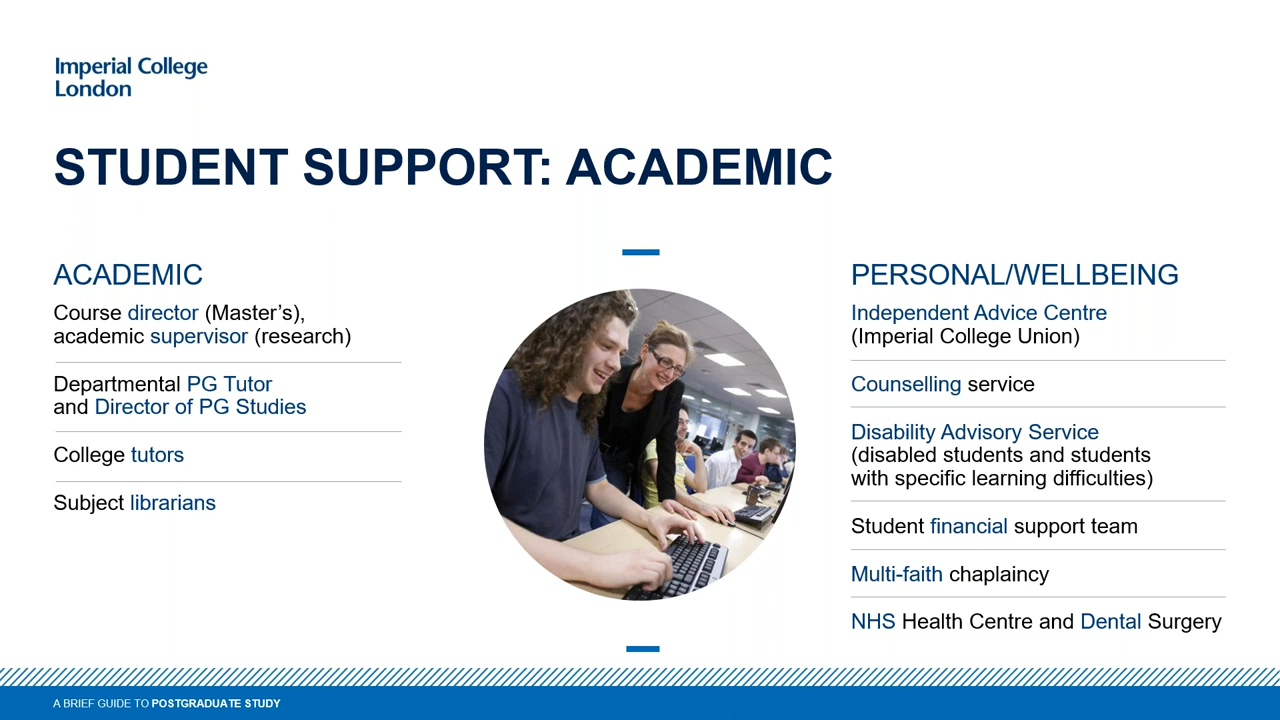 Imperial College
London
STUDENT SUPPORT: ACADEMIC
ACADEMIC
Course director (Master’s),
academic supervisor (research)
Departmental PG Tutor
and Director of PG Studies
College tutors
Subject librarians
PERSONAL/WELLBEING
Independent Advice Centre
(Imperial College Union)
Counselling service
Disability Advisory Service
(disabled students and students
with specific learning difficulties)
Student financial support team
Multi-faith chaplaincy
NHS Health Centre and Dental Surgery
A BRIEF GUIDE TO POSTGRADUATE STUDY